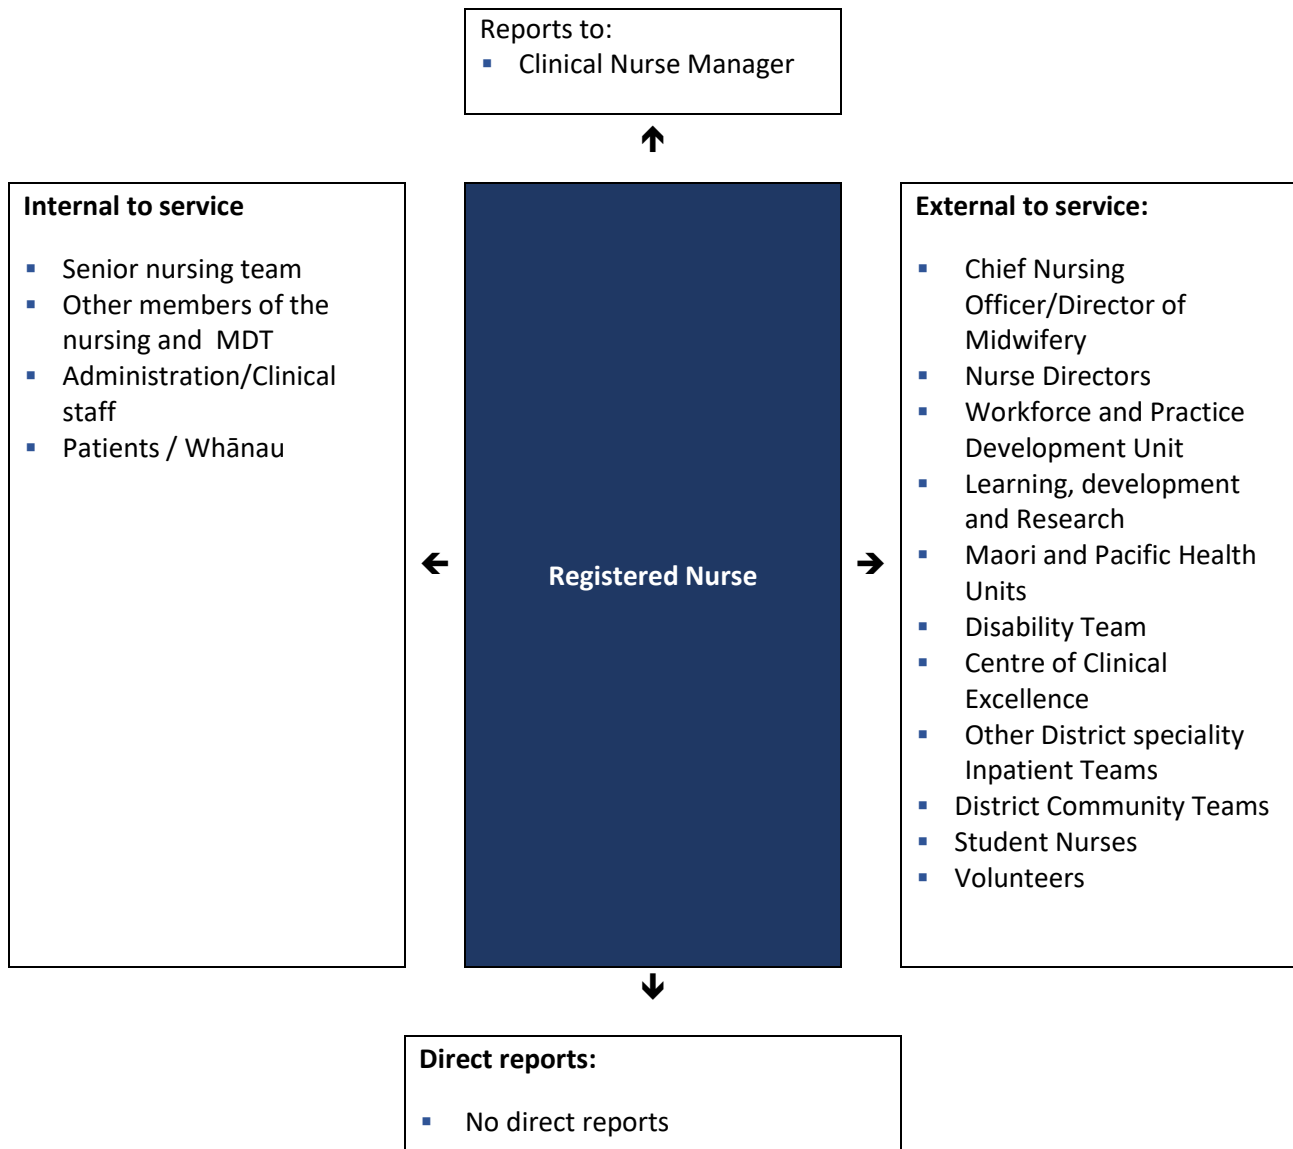 Reports to:
▪ Clinical Nurse Manager
Internal to service
▪ Senior nursing team
▪ Other members of the
nursing and  MDT
▪ Administration/Clinical
staff
▪ Patients / Whānau
Registered Nurse
External to service:
▪ Chief Nursing
Officer/Director of
Midwifery
▪ Nurse Directors
▪ Workforce and Practice
Development Unit
▪ Learning, development
and Research
▪ Maori and Pacific Health
Units
▪ Disability Team
▪ Centre of Clinical
Excellence
▪ Other District speciality
Inpatient Teams
▪ District Community Teams
▪ Student Nurses
▪ Volunteers
Direct reports:
▪ No direct reports